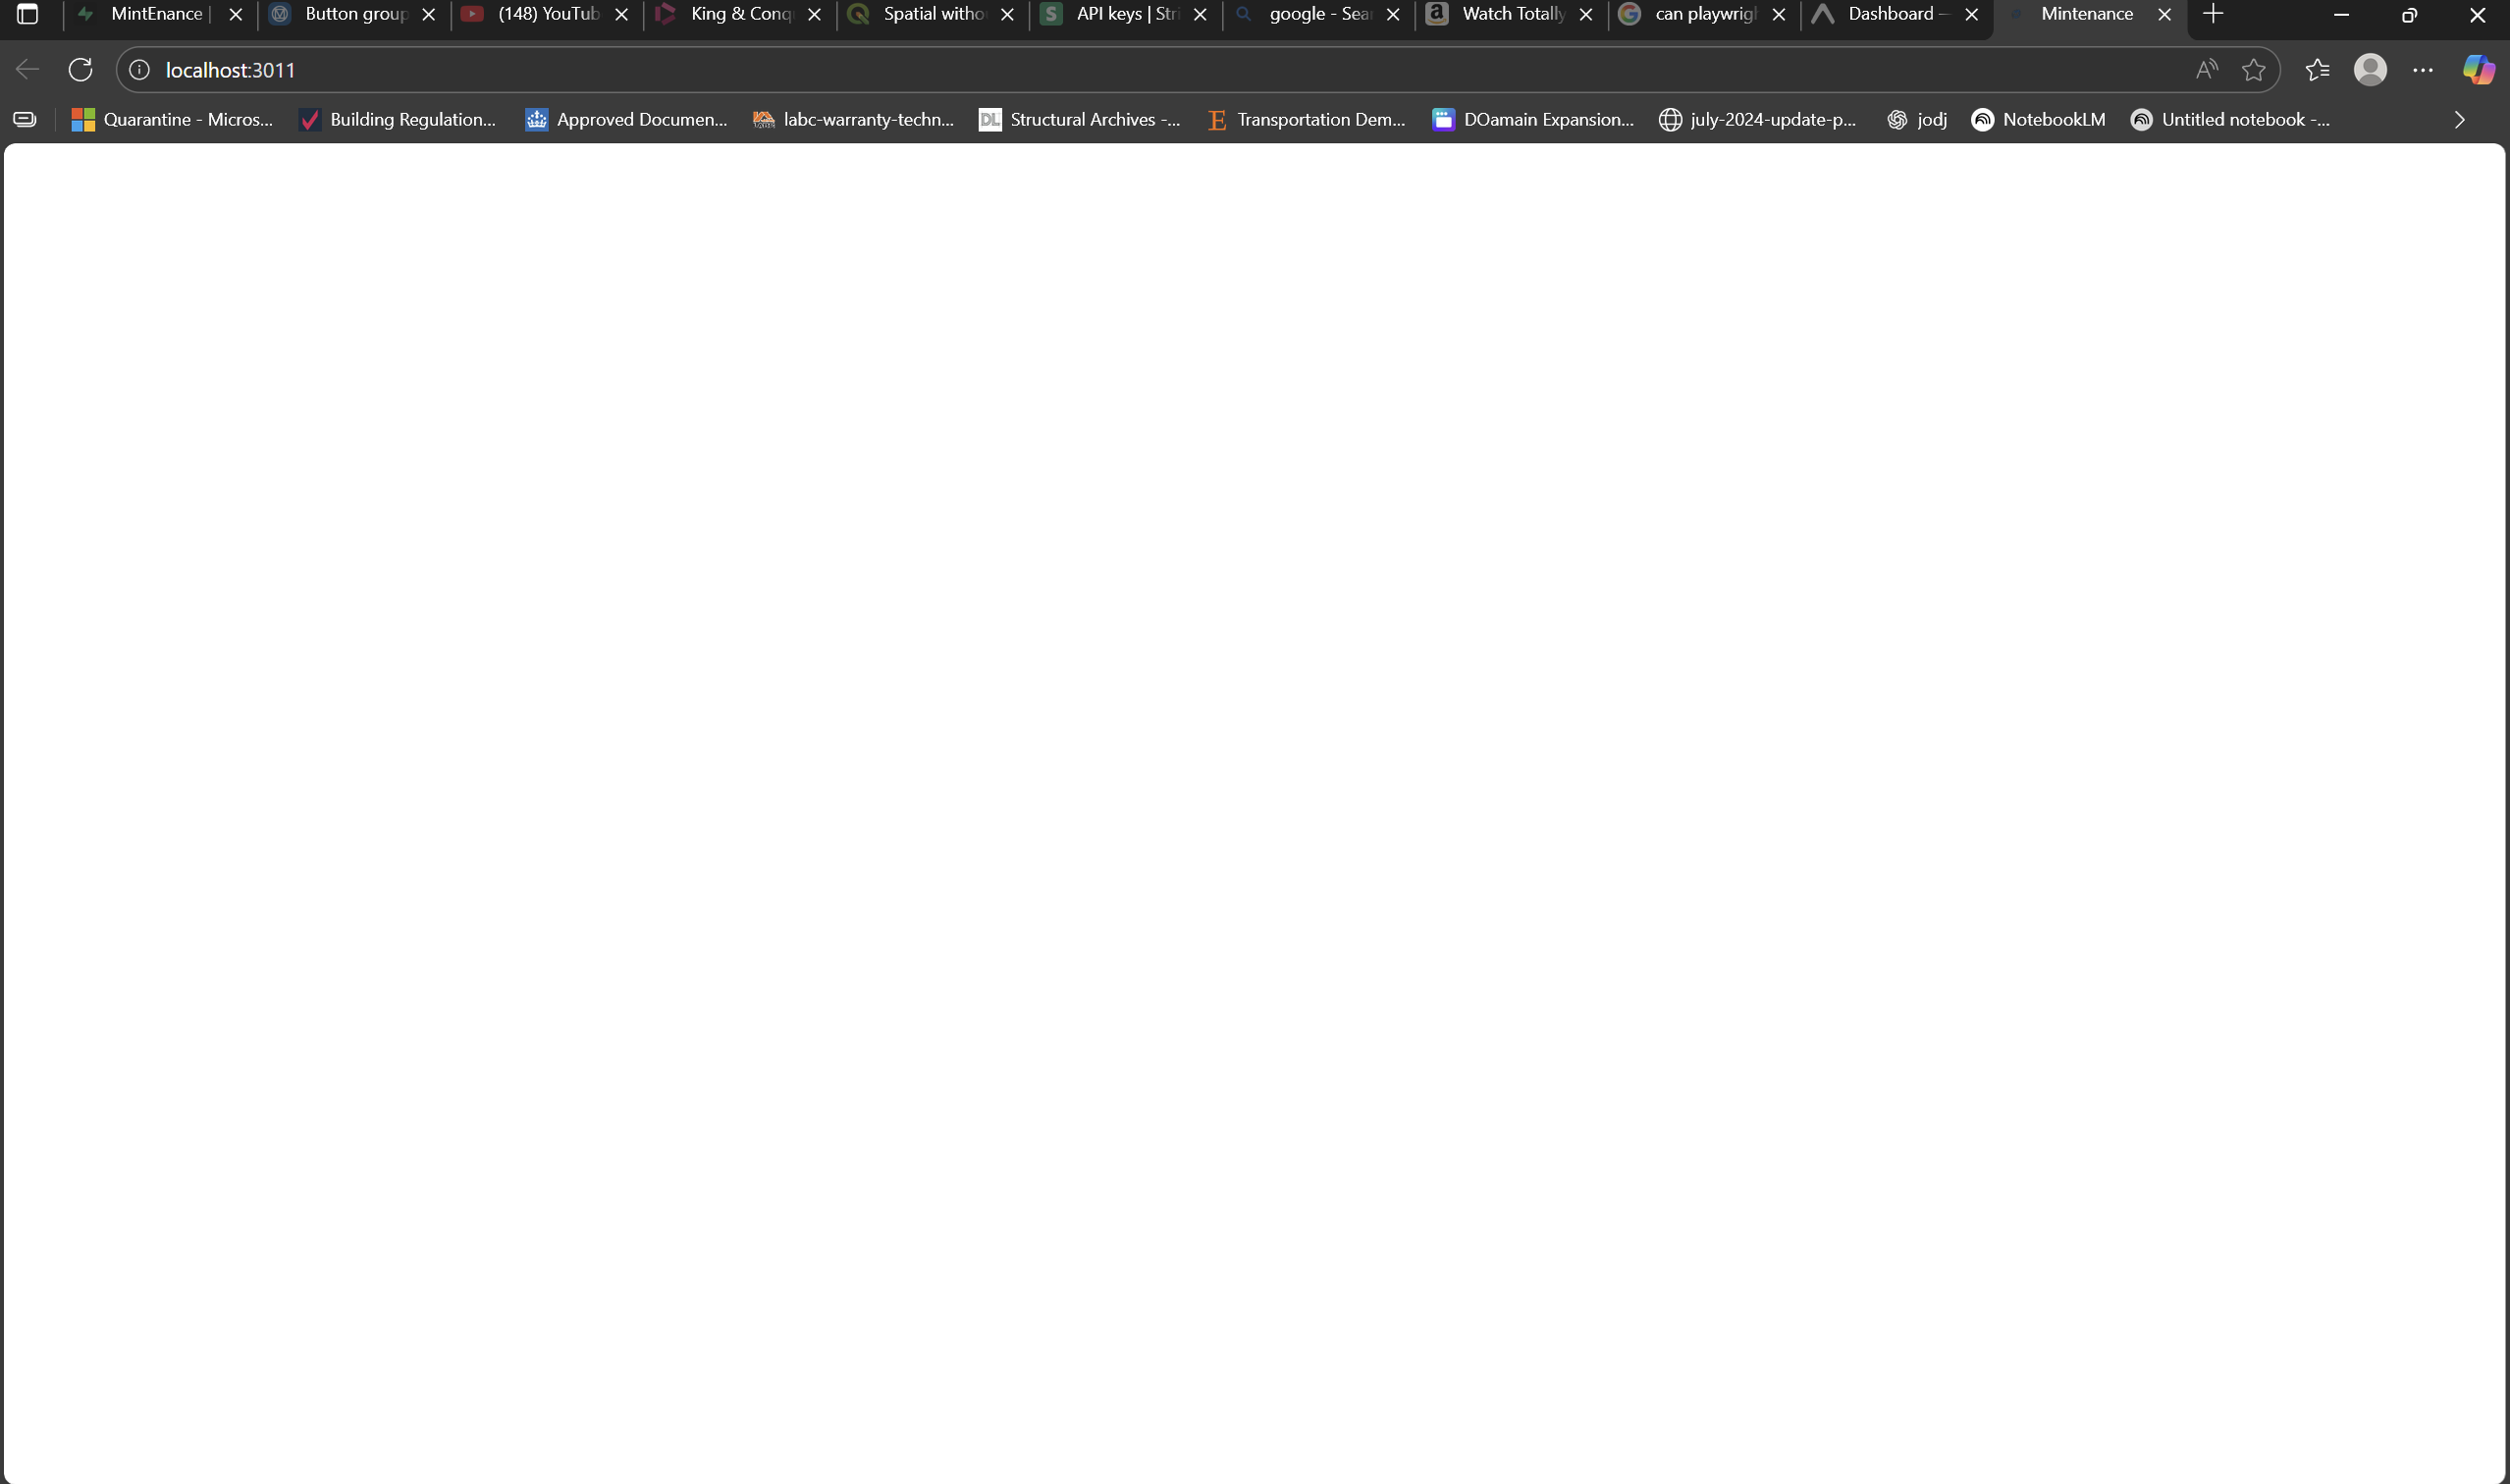 MintEnance | Button group (148) YouTub King & Conq Spatial witho API keys | Stri google - Sear Watch Totally can playwrigh Dashboard — Mintenance
localhost:3011
Quarantine - Micros... Building Regulation... Approved Documen... labc-warranty-techn... Structural Archives -... Transportation Dem... DOamain Expansion... july-2024-update-p... jodj NotebookLM Untitled notebook -...